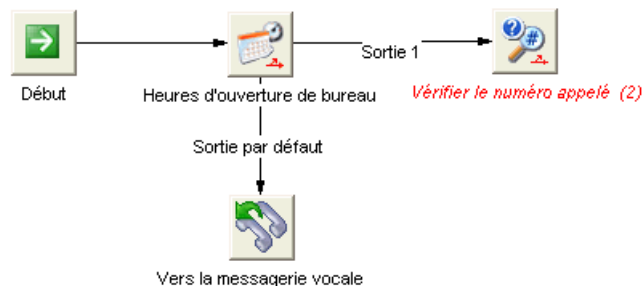 Sortie 1
Début
Heures d'ouverture de bureau
Vérifier le numéro appelé (2)
Sortie par défaut
Vers la messagerie vocale